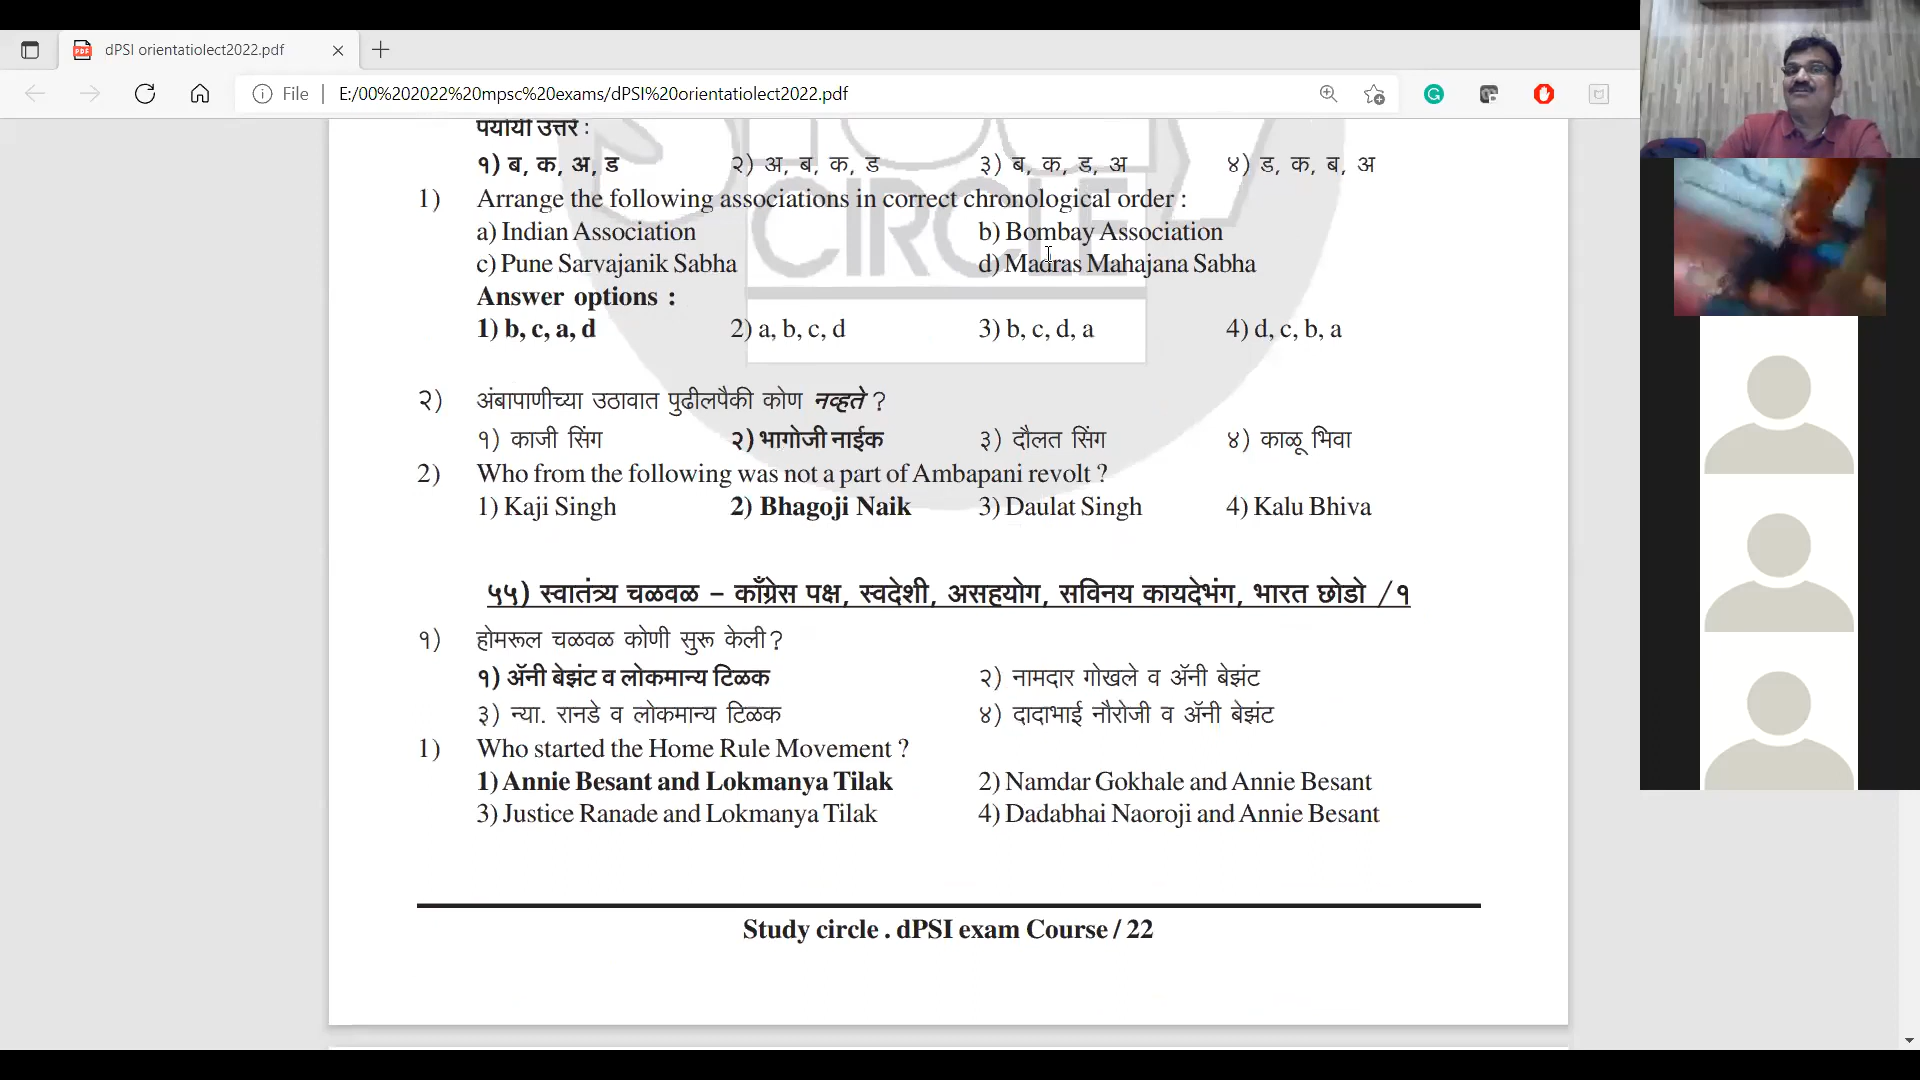 dPSI orientatiolect2022.pdf
File E:/00%202022%20mpsc%20exams/dPSI%20orientatiolect2022.pdf
पर्यायी उत्तरे :
१) ब, क, अ, ड २) अ, ब, क, ड ३) ब, क, ड, अ ४) ड, क, ब, अ
1) Arrange the following associations in correct chronological order :
a) Indian Association b) Bombay Association
c) Pune Sarvajanik Sabha d) Madras Mahajana Sabha
Answer options :
1) b, c, a, d 2) a, b, c, d 3) b, c, d, a 4) d, c, b, a
२) अंबापाणीच्या उठावात पुढीलपैकी कोण नव्हते ?
१) काजी सिंग २) भागोजी नाईक ३) दौलत सिंग ४) काळू भिवा
2) Who from the following was not a part of Ambapani revolt ?
1) Kaji Singh 2) Bhagoji Naik 3) Daulat Singh 4) Kalu Bhiva
५५) स्वातंत्र्य चळवळ – काँग्रेस पक्ष, स्वदेशी, असहयोग, सविनय कायदेभंग, भारत छोडो /१
१) होमरूल चळवळ कोणी सुरू केली?
१) ॲनी बेझंट व लोकमान्य टिळक २) नामदार गोखले व ॲनी बेझंट
३) न्या. रानडे व लोकमान्य टिळक ४) दादाभाई नौरोजी व ॲनी बेझंट
1) Who started the Home Rule Movement ?
1) Annie Besant and Lokmanya Tilak 2) Namdar Gokhale and Annie Besant
3) Justice Ranade and Lokmanya Tilak 4) Dadabhai Naoroji and Annie Besant
Study circle . dPSI exam Course / 22
CIRCLE